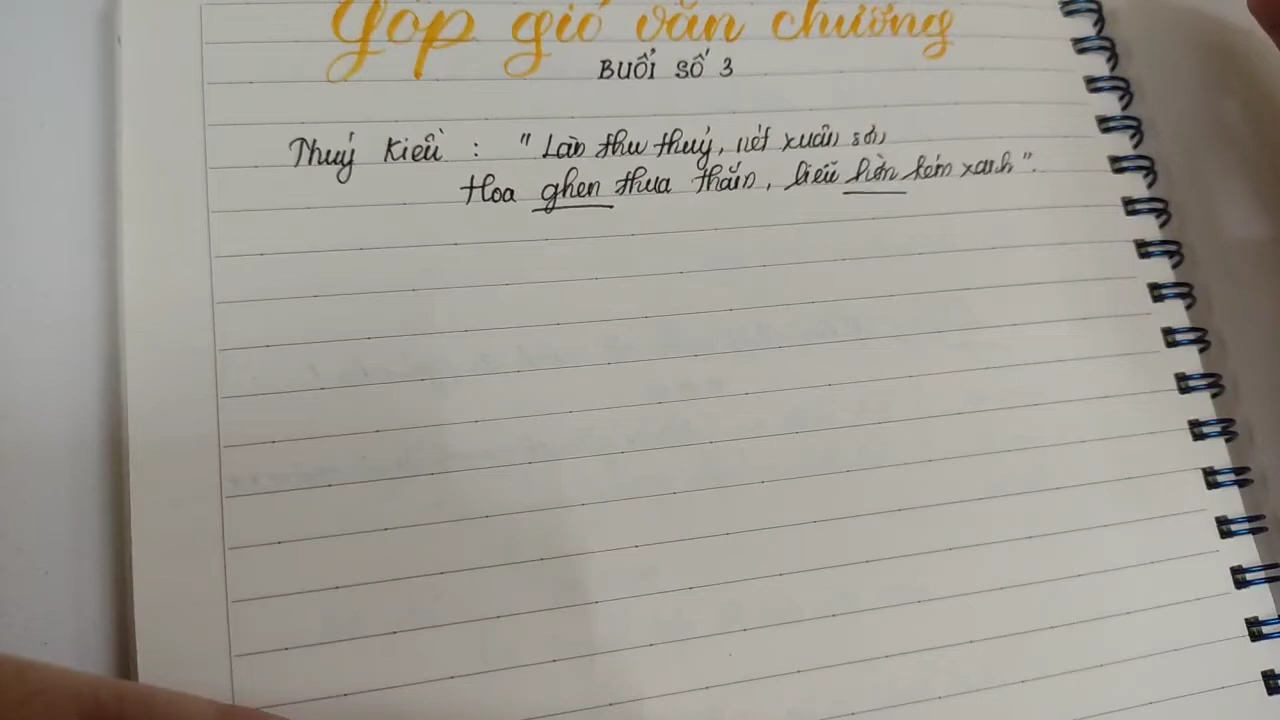 Góp gió văn chương
BUỔI SỐ 3
Thuý Kiều : "Làn thu thuỷ, nét xuân sơn
Hoa ghen thua thắm, liễu hờn kém xanh".